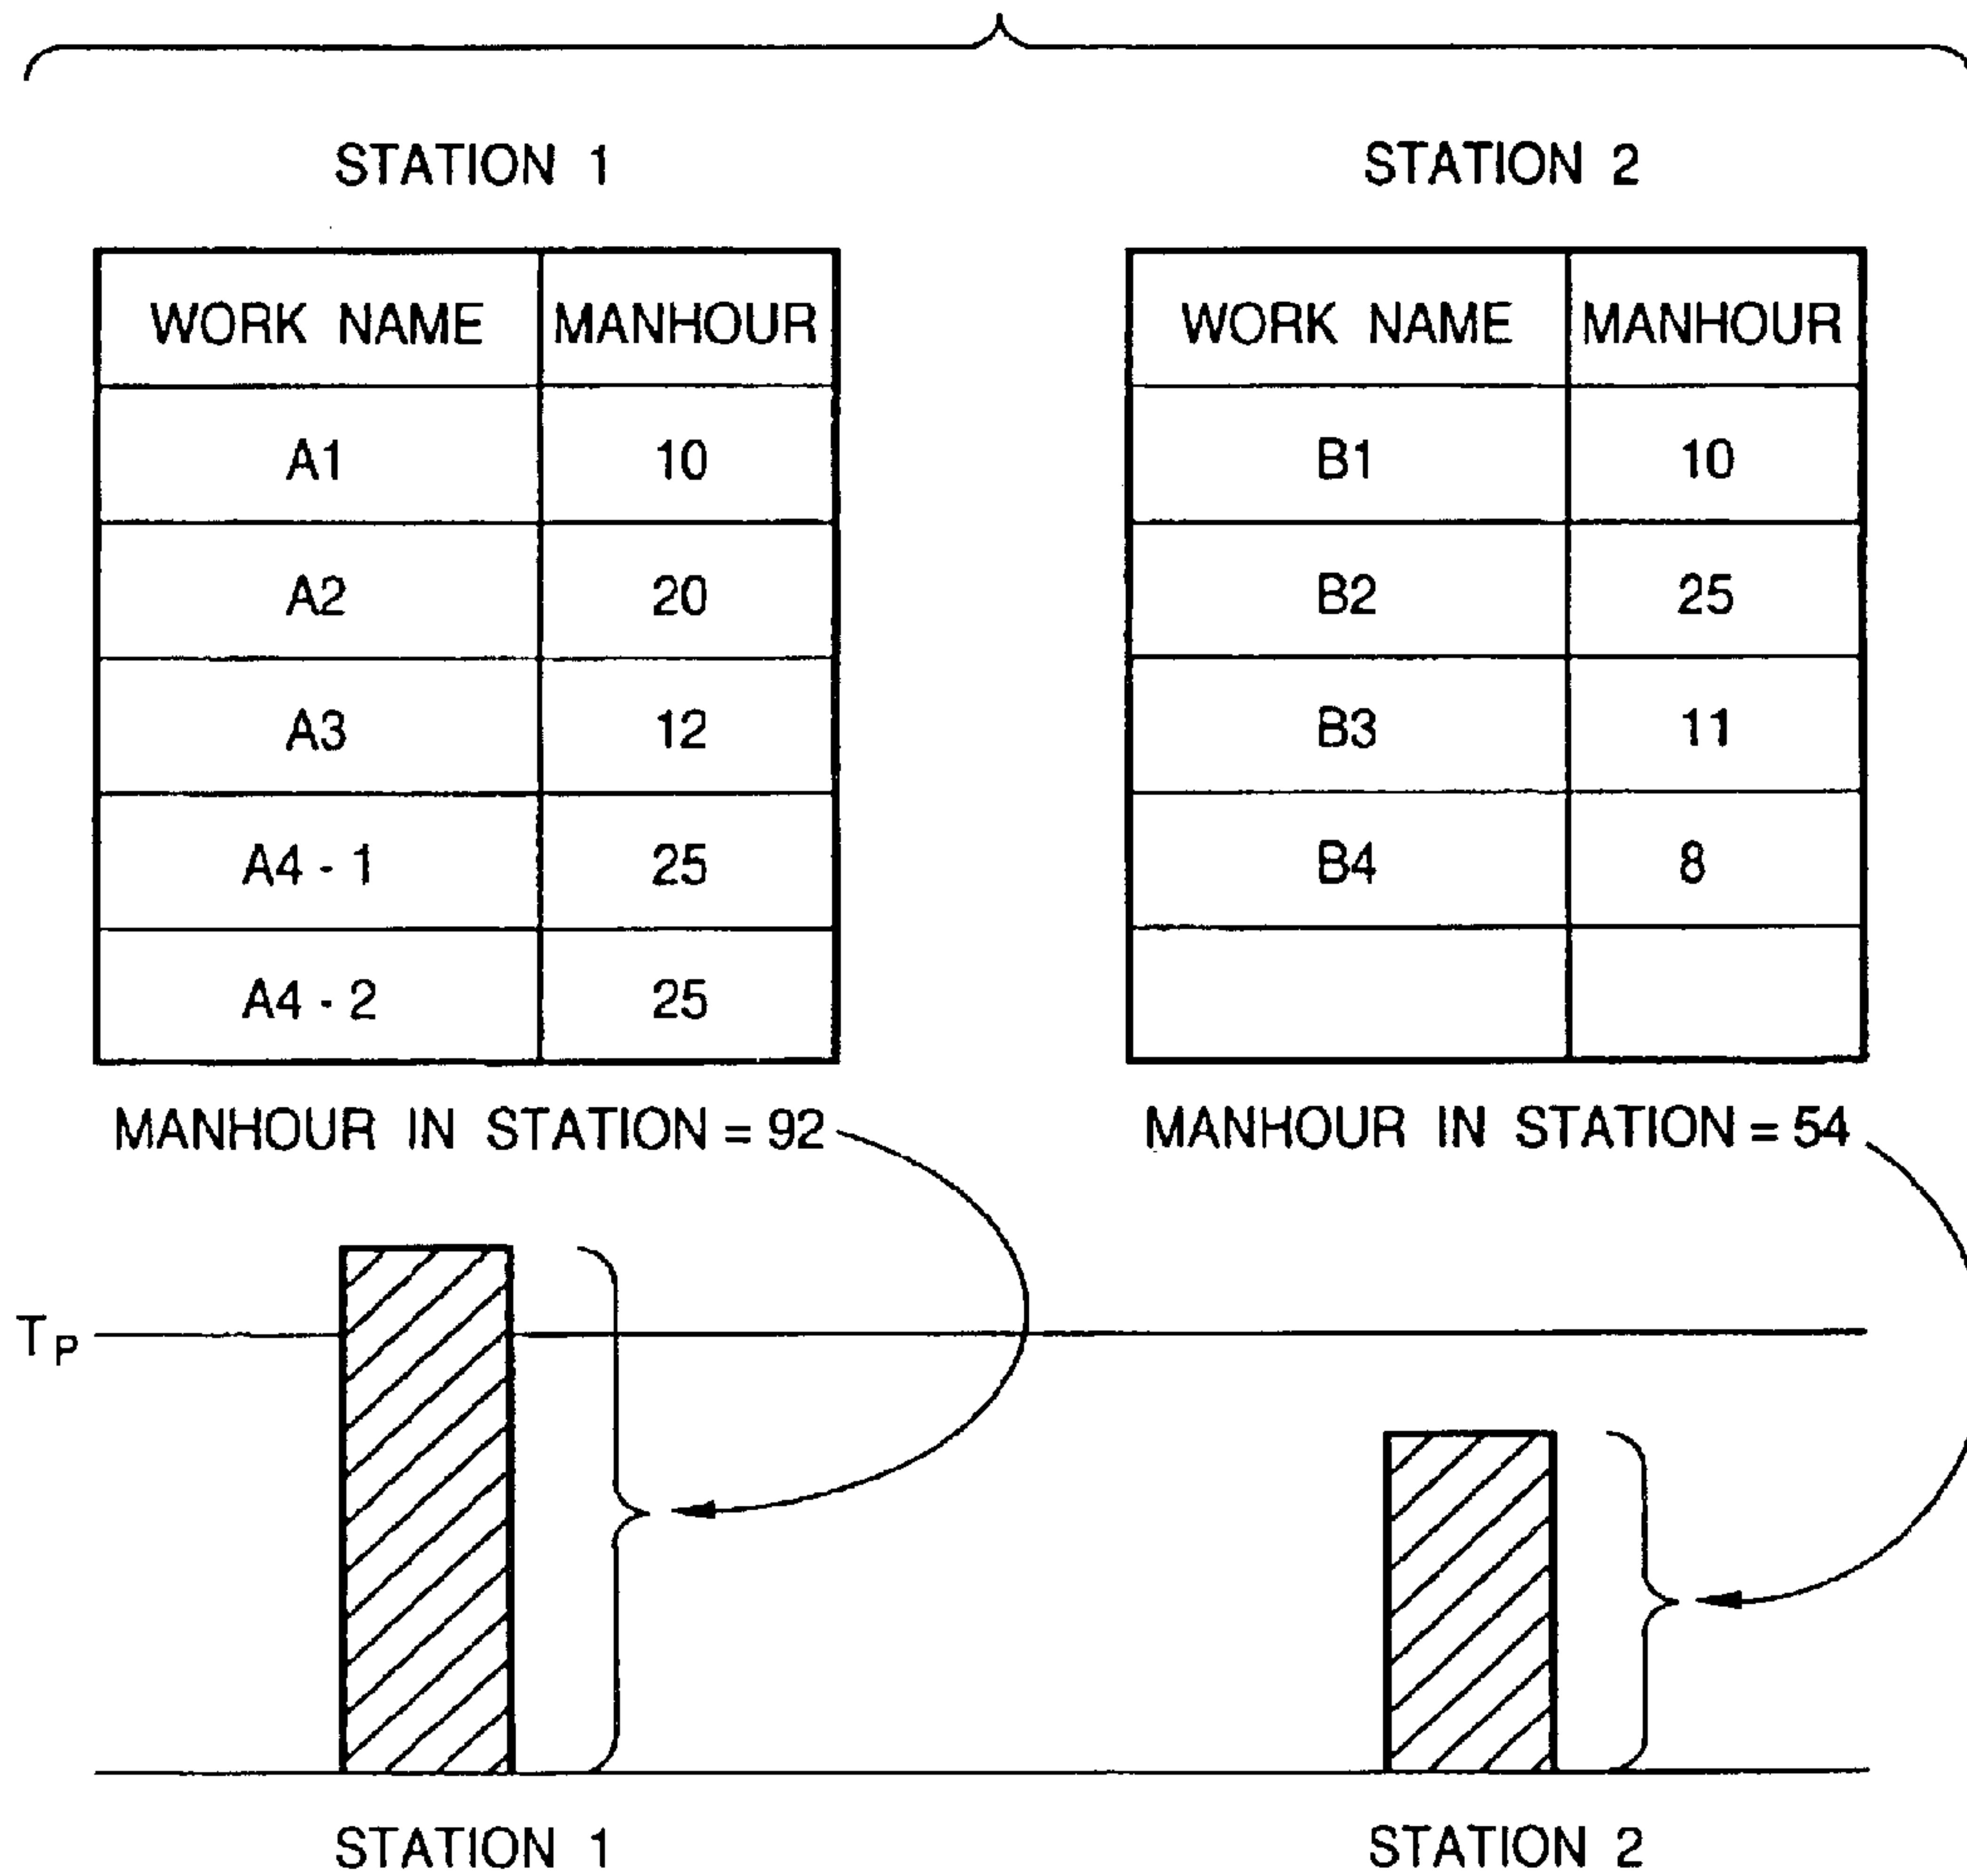 STATION 1 STATION 2
WORK NAME MANHOUR WORK NAME MANHOUR
A1 10 B1 10
A2 20 B2 25
A3 12 B3 11
A4 - 1 25 B4 8
A4 - 2 25
MANHOUR IN STATION = 92 MANHOUR IN STATION = 54
TP
STATION 1 STATION 2